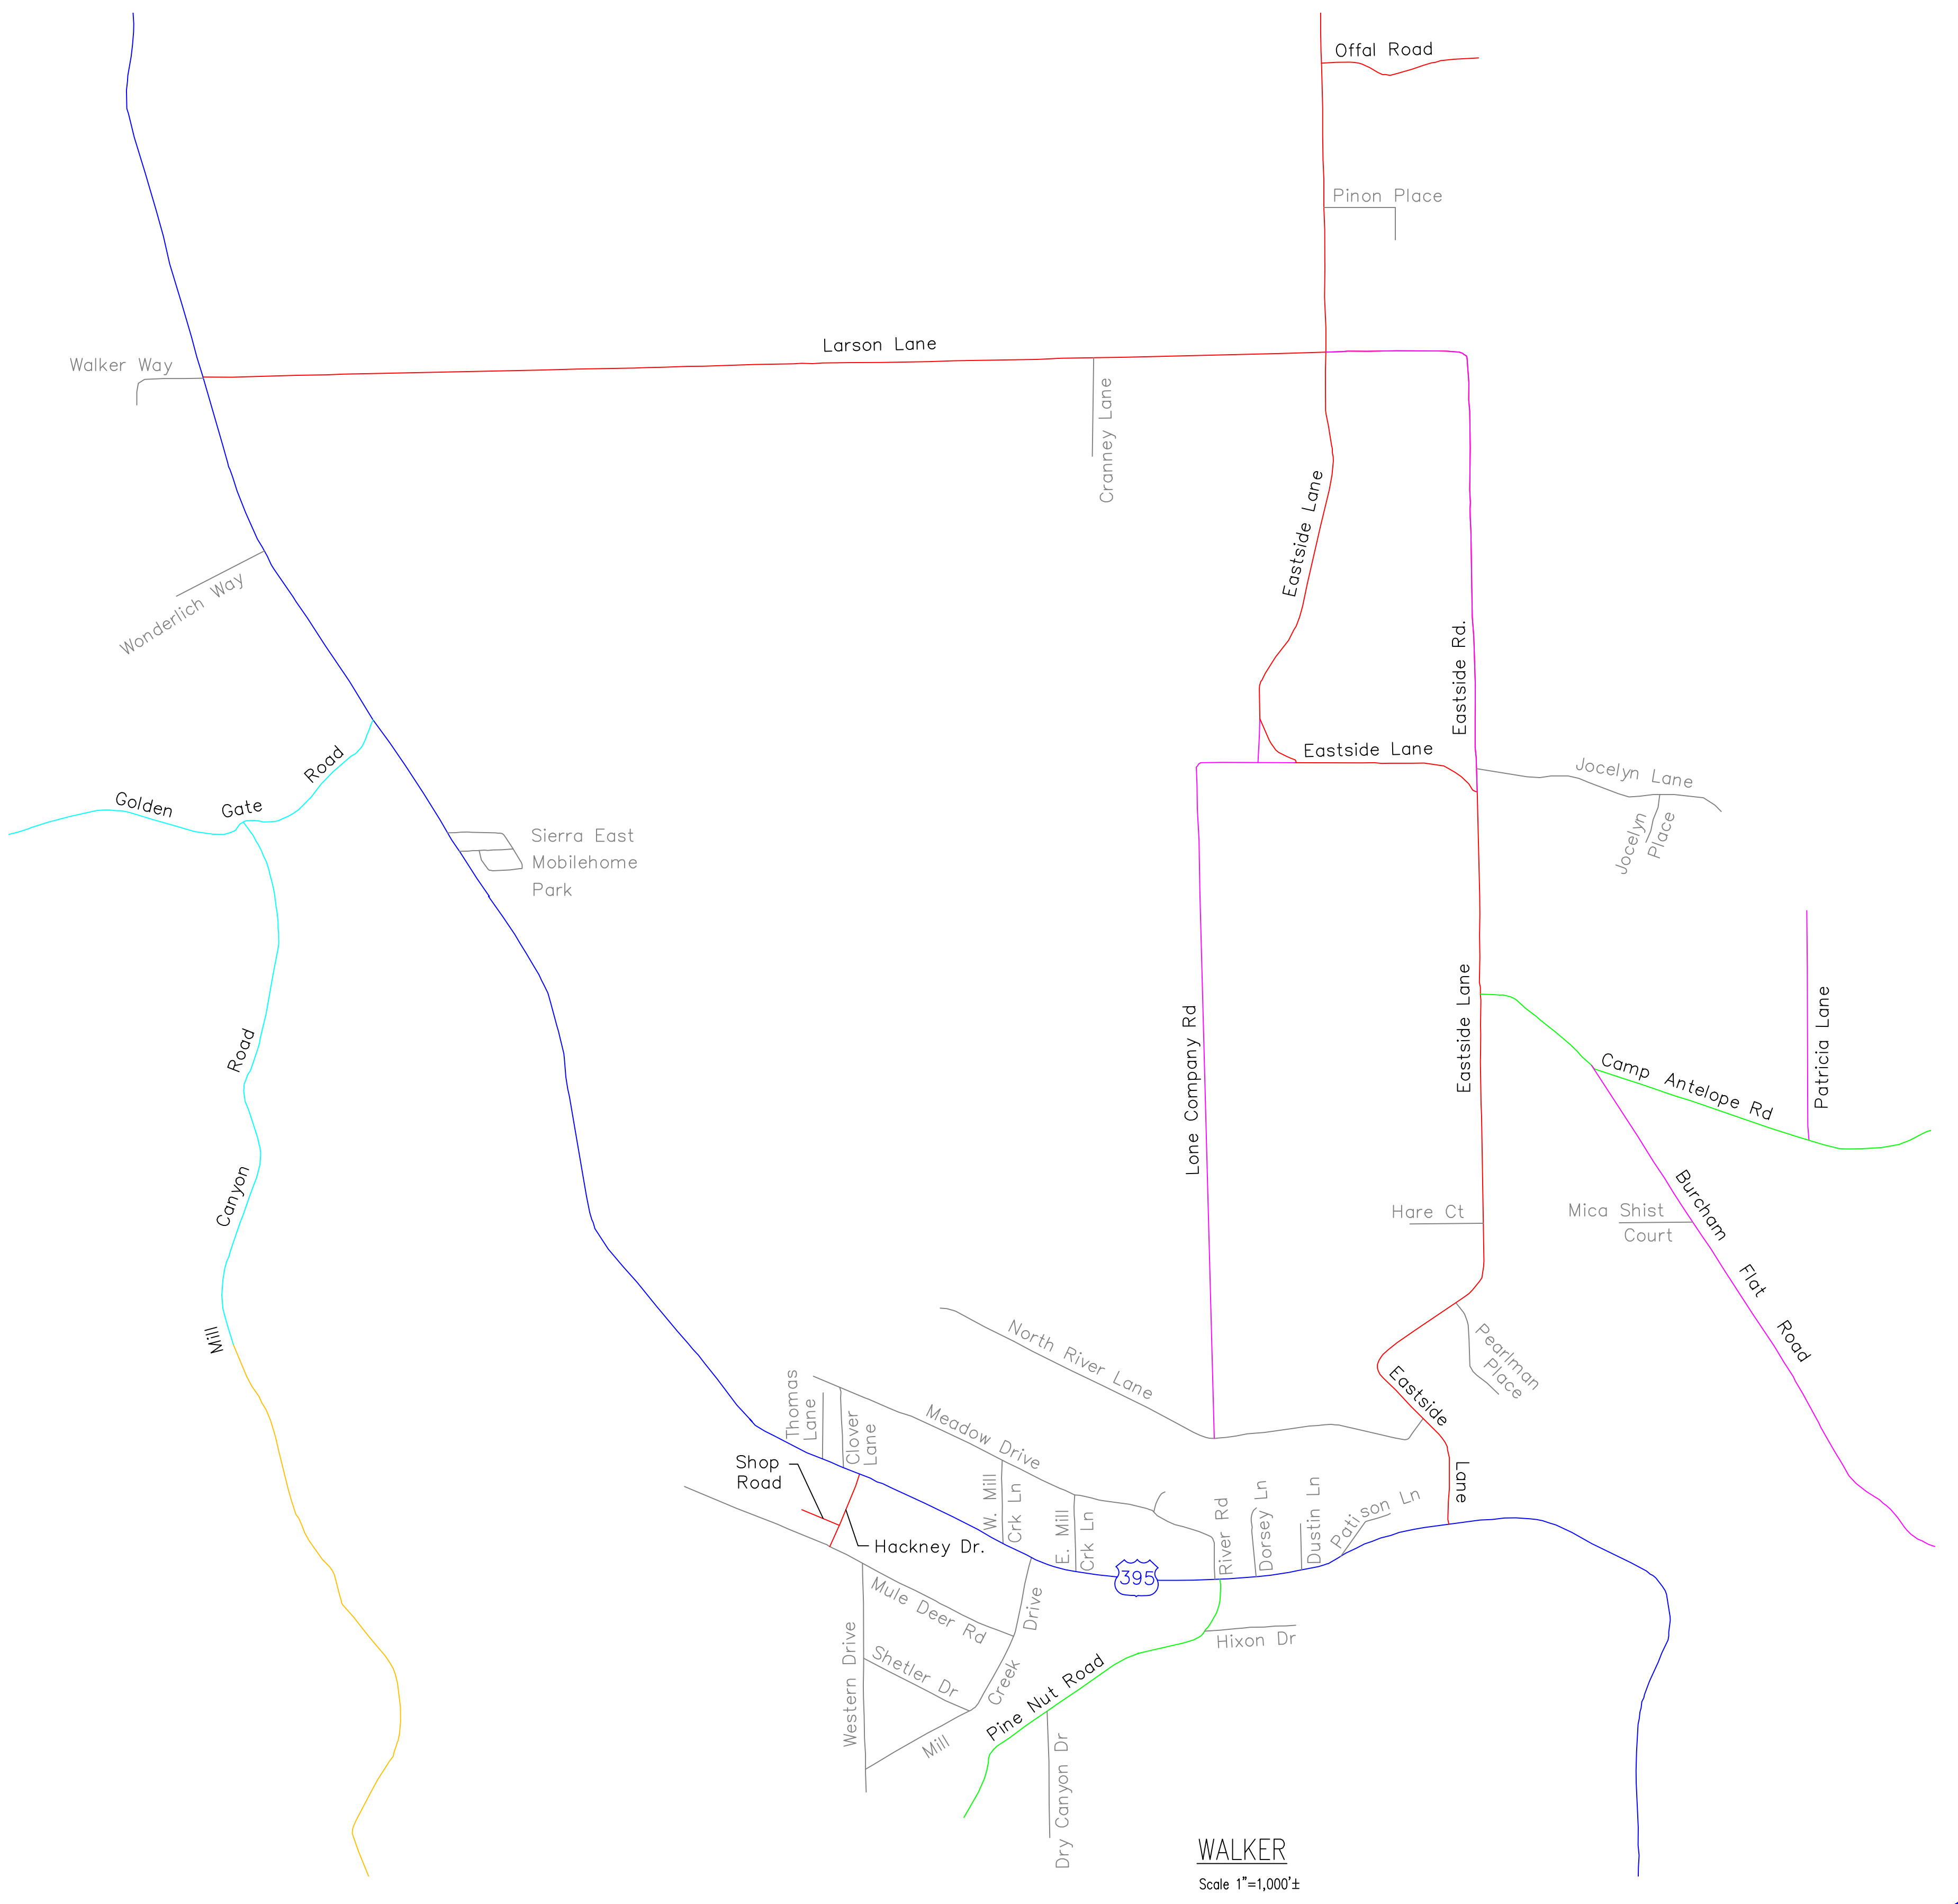 Offal Road
Pinon Place
Larson Lane
Walker Way
Cranney Lane
Eastside Lane
Wonderlich Way
Eastside Rd.
Eastside Lane
Road
Gate
Golden
Jocelyn Lane
Jocelyn
Place
Sierra East
Mobilehome
Park
Eastside Lane
Patricia Lane
Lone Company Rd
Road
Canyon
Mill
Camp Antelope Rd
Burcham Flat Road
Hare Ct
Mica Shist
Court
North River Lane
Pearlman
Place
Eastside
Lane
Thomas
Lane
Clover
Lane
Meadow Drive
Shop
Road
W. Mill
Crk Ln
E. Mill
Crk Ln
River Rd
Dorsey Ln
Dustin Ln
Patison Ln
Hackney Dr.
395
Mule Deer Rd
Drive
Creek
Mill
Western Drive
Shetler Dr
Hixon Dr
Pine Nut Road
Dry Canyon Dr
WALKER
Scale 1"=1,000'±